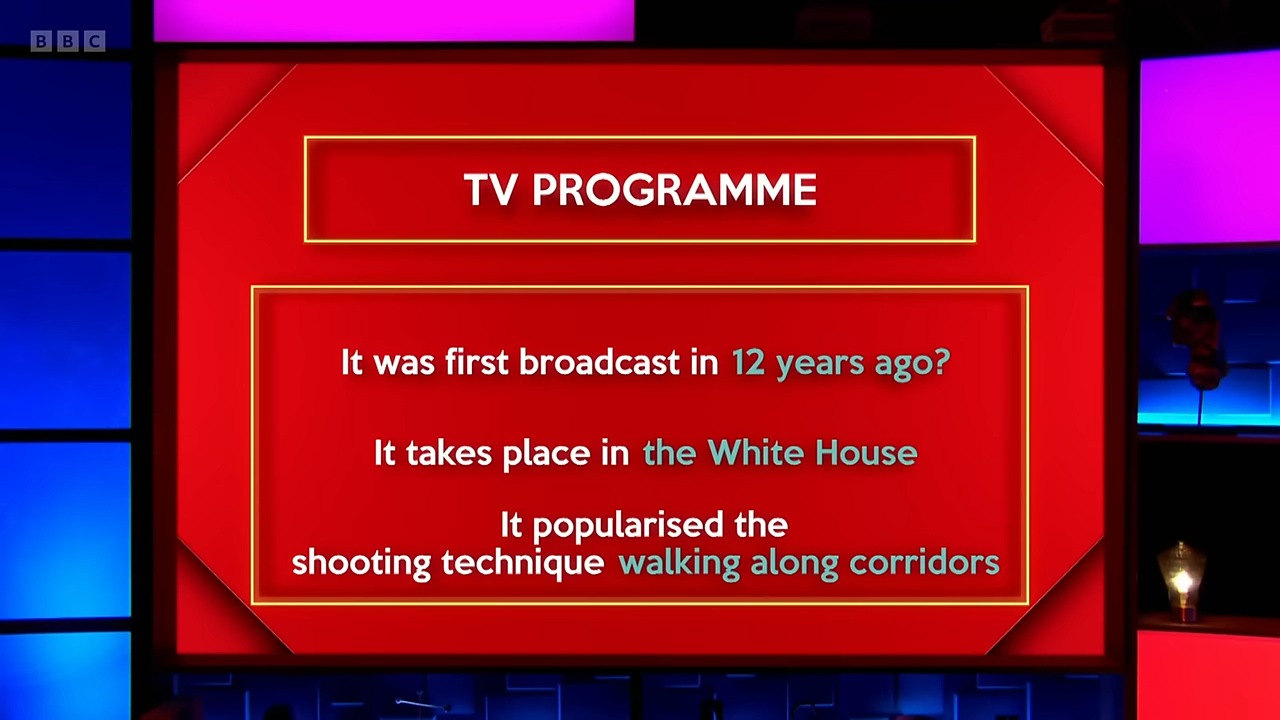 BBC
TV PROGRAMME
It was first broadcast in 12 years ago?
It takes place in the White House
It popularised the
shooting technique walking along corridors